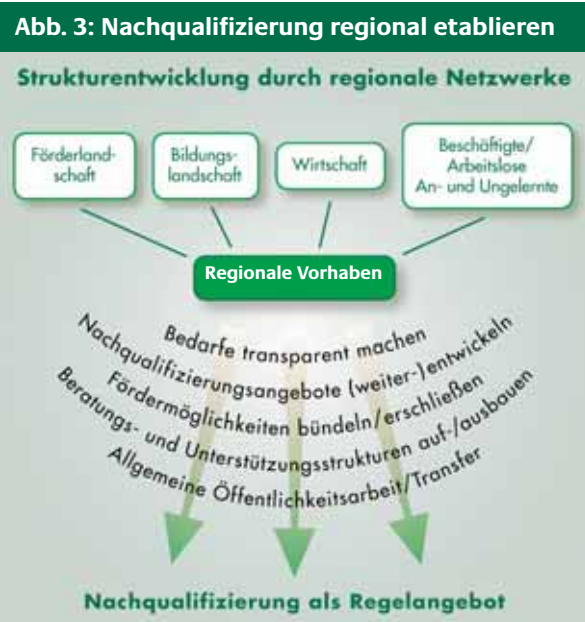 Abb. 3: Nachqualifizierung regional etablieren
Strukturentwicklung durch regionale Netzwerke
Förderland-
schaft
Bildungs-
landschaft
Wirtschaft
Beschäftigte/
Arbeitslose
An- und Ungelernte
Regionale Vorhaben
Bedarfe transparent machen
Nachqualifizierungsangebote (weiter-)entwickeln
Fördermöglichkeiten bündeln/erschließen
Beratungs- und Unterstützungsstrukturen auf-/ausbauen
Allgemeine Öffentlichkeitsarbeit/Transfer
Nachqualifizierung als Regelangebot